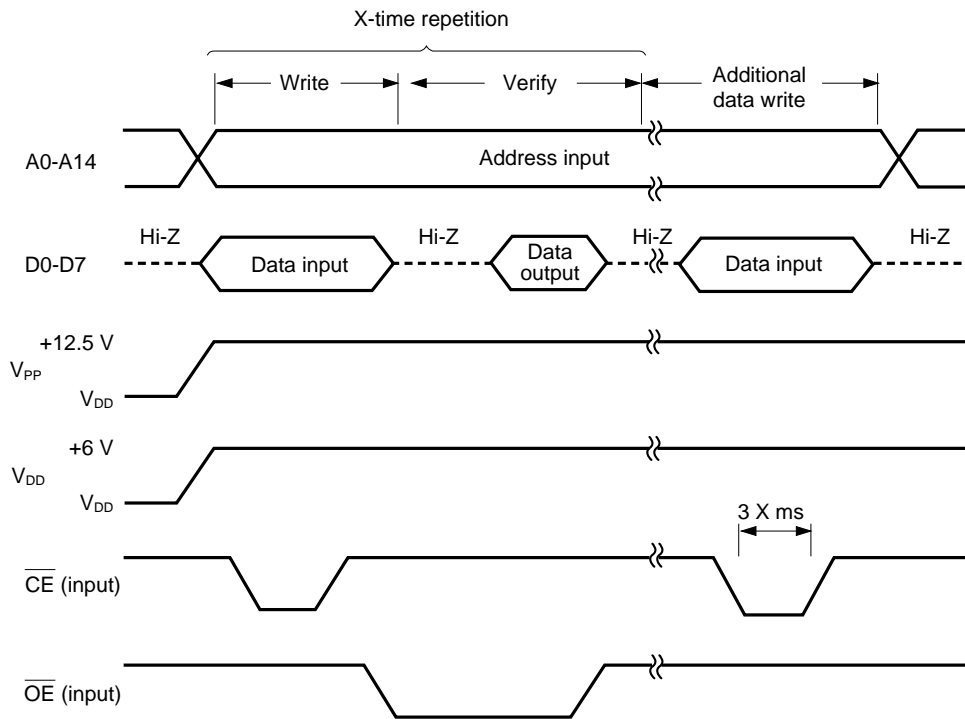 X-time repetition
Write
Verify
Additional
data write
A0-A14
Address input
Hi-Z
Hi-Z
Hi-Z
Hi-Z
D0-D7
Data input
Data
output
Data input
+12.5 V
VPP
VDD
+6 V
VDD
VDD
3 X ms
CE (input)
OE (input)